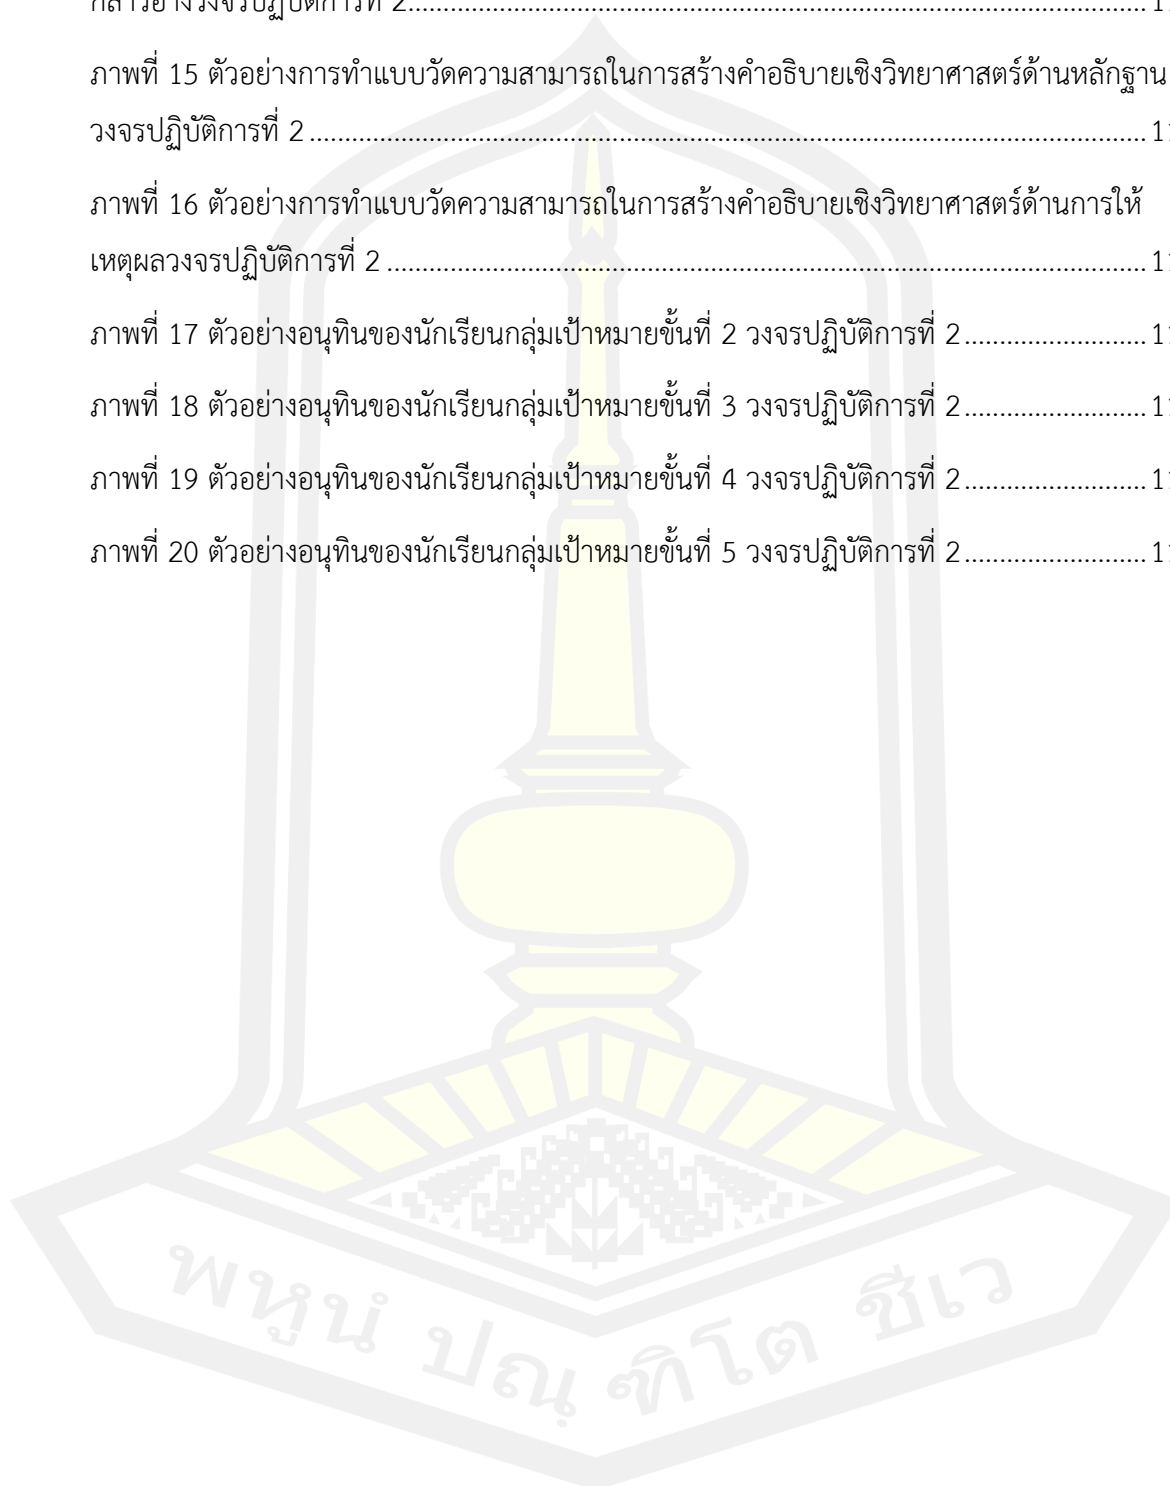 กล่าวอ้างวงจรปฏิบัติการที่ 2
ภาพที่ 15 ตัวอย่างการทำแบบวัดความสามารถในการสร้างคำอธิบายเชิงวิทยาศาสตร์ด้านหลักฐาน
วงจรปฏิบัติการที่ 2
ภาพที่ 16 ตัวอย่างการทำแบบวัดความสามารถในการสร้างคำอธิบายเชิงวิทยาศาสตร์ด้านการให้
เหตุผลวงจรปฏิบัติการที่ 2
ภาพที่ 17 ตัวอย่างอนุทินของนักเรียนกลุ่มเป้าหมายขั้นที่ 2 วงจรปฏิบัติการที่ 2
ภาพที่ 18 ตัวอย่างอนุทินของนักเรียนกลุ่มเป้าหมายขั้นที่ 3 วงจรปฏิบัติการที่ 2
ภาพที่ 19 ตัวอย่างอนุทินของนักเรียนกลุ่มเป้าหมายขั้นที่ 4 วงจรปฏิบัติการที่ 2
ภาพที่ 20 ตัวอย่างอนุทินของนักเรียนกลุ่มเป้าหมายขั้นที่ 5 วงจรปฏิบัติการที่ 2
พหูนํ ปณฺ ฑิโต ชีเว